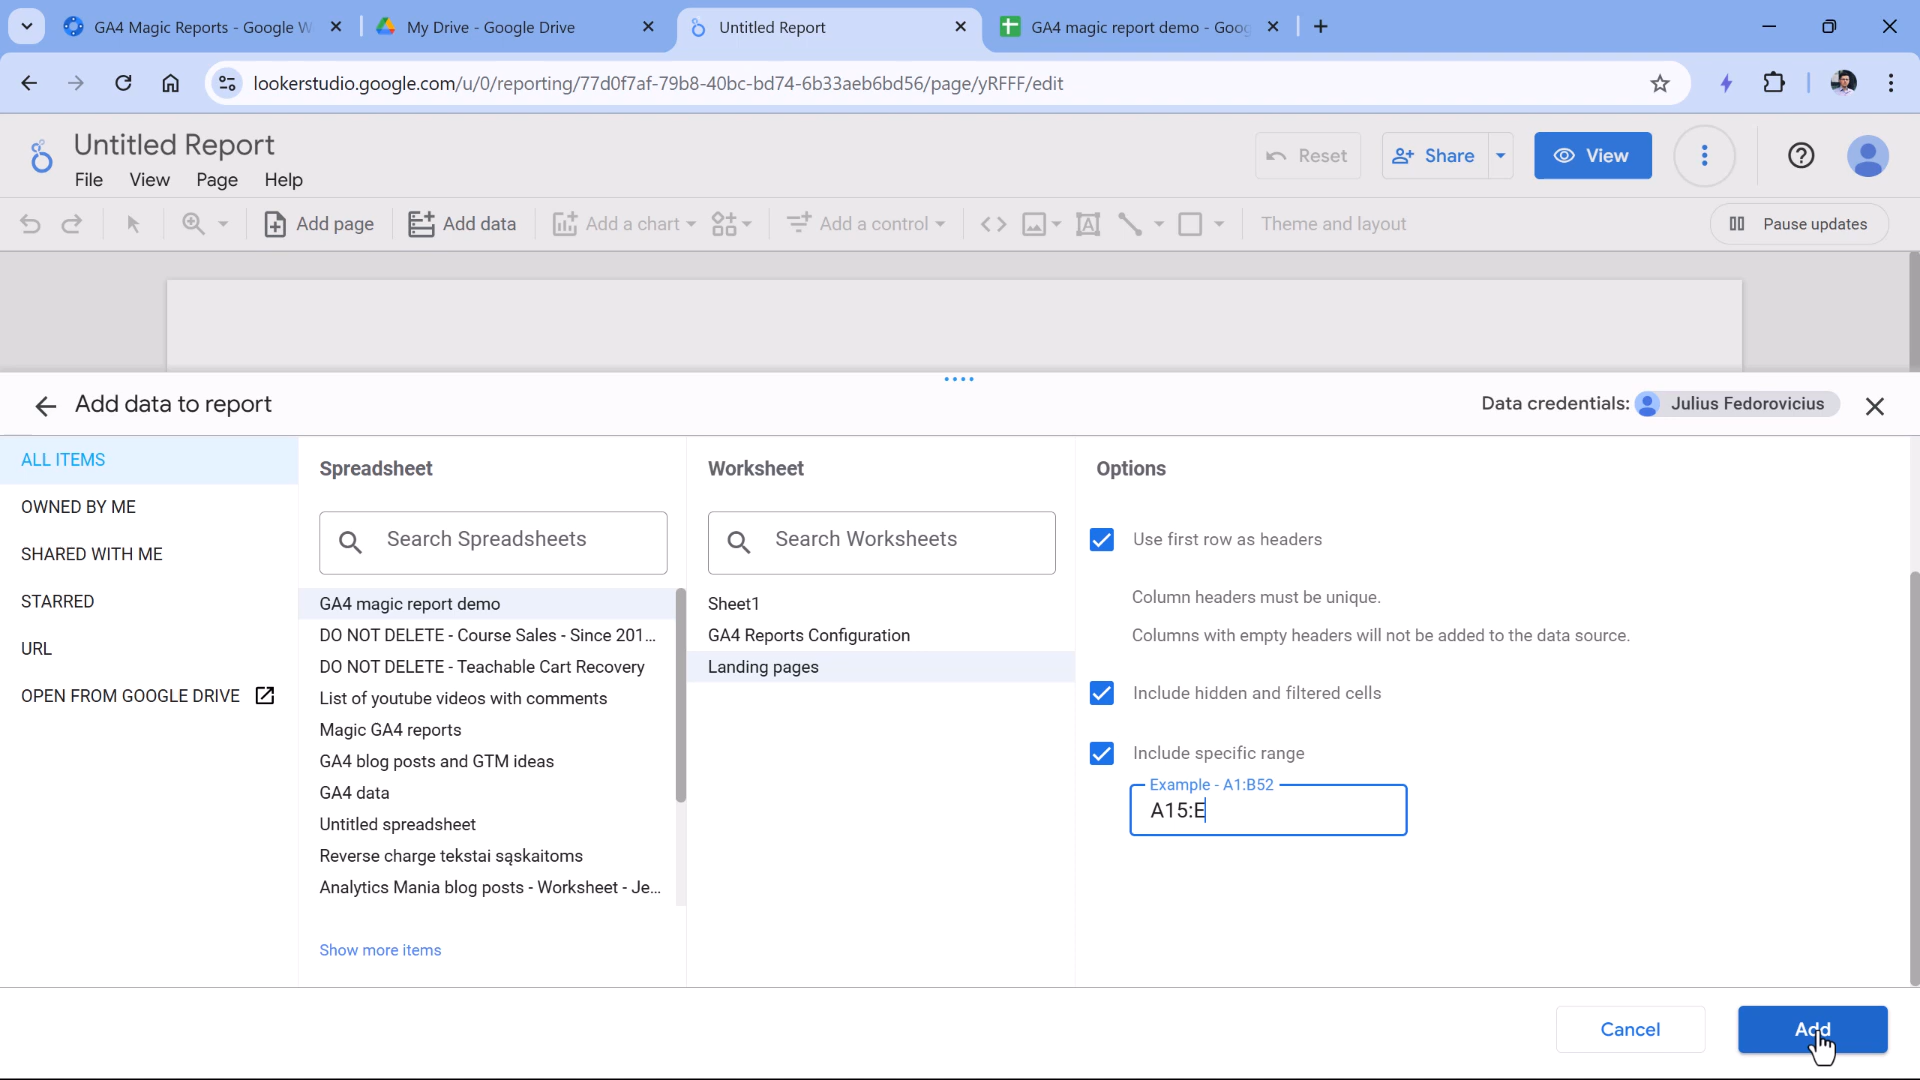 GA4 Magic Reports - Google W
My Drive - Google Drive
Untitled Report
GA4 magic report demo - Goog
lookerstudio.google.com/u/0/reporting/77d0f7af-79b8-40bc-bd74-6b33aeb6bd56/page/yRFFF/edit
Untitled Report
File View Page Help
Reset
Share
View
Add page
Add data
Add a chart
Add a control
Theme and layout
Pause updates
Add data to report
Data credentials: Julius Fedorovicius
ALL ITEMS
OWNED BY ME
SHARED WITH ME
STARRED
URL
OPEN FROM GOOGLE DRIVE
Spreadsheet
Search Spreadsheets
GA4 magic report demo
DO NOT DELETE - Course Sales - Since 201...
DO NOT DELETE - Teachable Cart Recovery
List of youtube videos with comments
Magic GA4 reports
GA4 blog posts and GTM ideas
GA4 data
Untitled spreadsheet
Reverse charge tekstai sąskaitoms
Analytics Mania blog posts - Worksheet - Je...
Show more items
Worksheet
Search Worksheets
Sheet1
GA4 Reports Configuration
Landing pages
Options
Use first row as headers
Column headers must be unique.
Columns with empty headers will not be added to the data source.
Include hidden and filtered cells
Include specific range
Example - A1:B52
A15:E
Cancel
Add